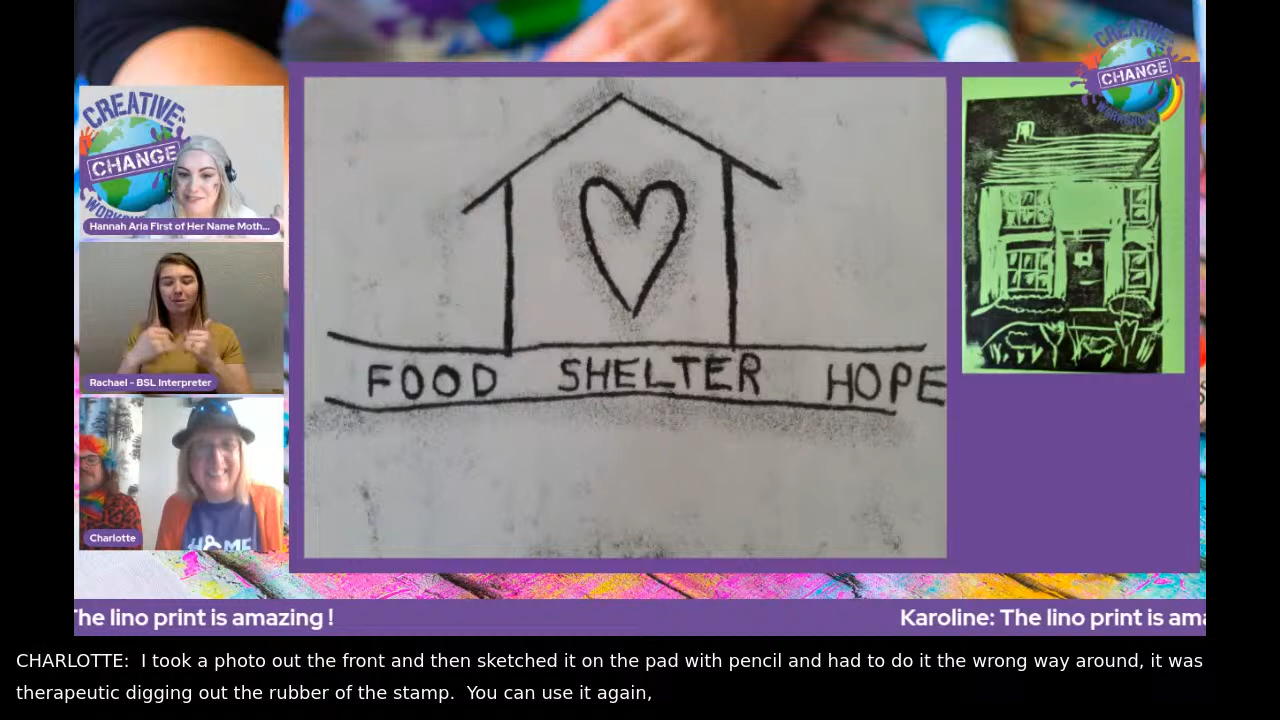 CREATIVE
CHANGE
WORKSHOPS
CREATIVE
CHANGE
Hannah Aria First of Her Name Moth...
Rachael - BSL Interpreter
Charlotte
HOME
FOOD SHELTER HOPE
The lino print is amazing !
Karoline: The lino print is ama
CHARLOTTE: I took a photo out the front and then sketched it on the pad with pencil and had to do it the wrong way around, it was
therapeutic digging out the rubber of the stamp. You can use it again,